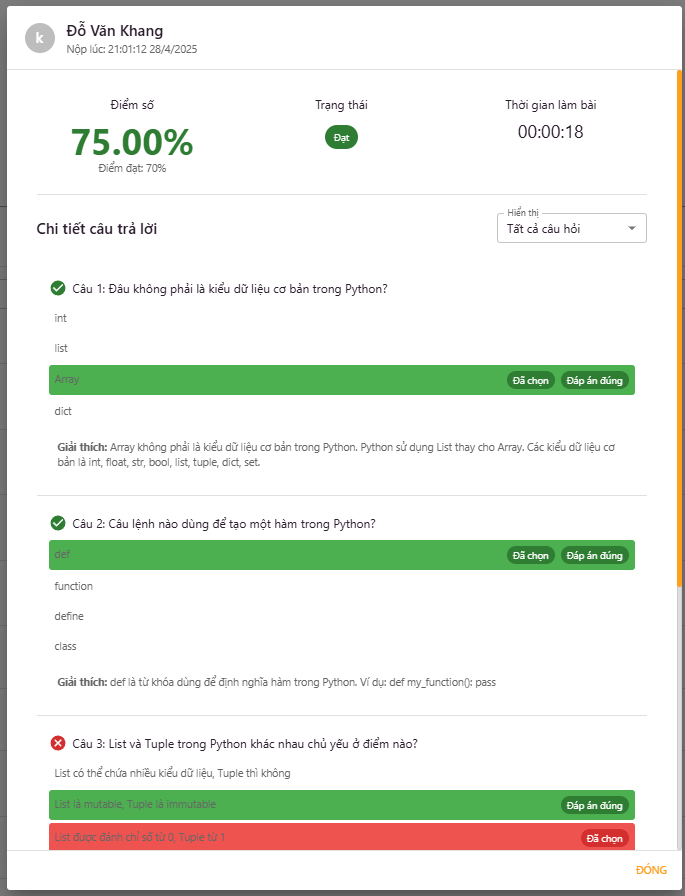 k
Đỗ Văn Khang
Nộp lúc: 21:01:12 28/4/2025
Điểm số
75.00%
Điểm đạt: 70%
Trạng thái
Đạt
Thời gian làm bài
00:00:18
Chi tiết câu trả lời
Hiển thị
Tất cả câu hỏi
Câu 1: Đâu không phải là kiểu dữ liệu cơ bản trong Python?
int
list
Array Đã chọn Đáp án đúng
dict
Giải thích: Array không phải là kiểu dữ liệu cơ bản trong Python. Python sử dụng List thay cho Array. Các kiểu dữ liệu cơ
bản là int, float, str, bool, list, tuple, dict, set.
Câu 2: Câu lệnh nào dùng để tạo một hàm trong Python?
def Đã chọn Đáp án đúng
function
define
class
Giải thích: def là từ khóa dùng để định nghĩa hàm trong Python. Ví dụ: def my_function(): pass
Câu 3: List và Tuple trong Python khác nhau chủ yếu ở điểm nào?
List có thể chứa nhiều kiểu dữ liệu, Tuple thì không
List là mutable, Tuple là immutable Đáp án đúng
List được đánh chỉ số từ 0, Tuple từ 1 Đã chọn
ĐÓNG